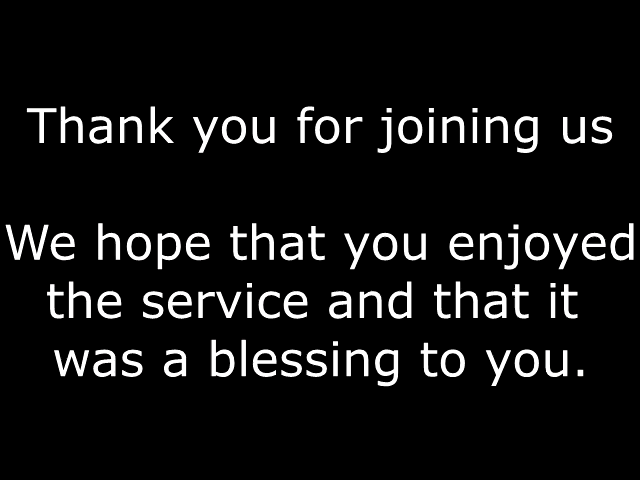 Thank you for joining us
We hope that you enjoyed
the service and that it
was a blessing to you.